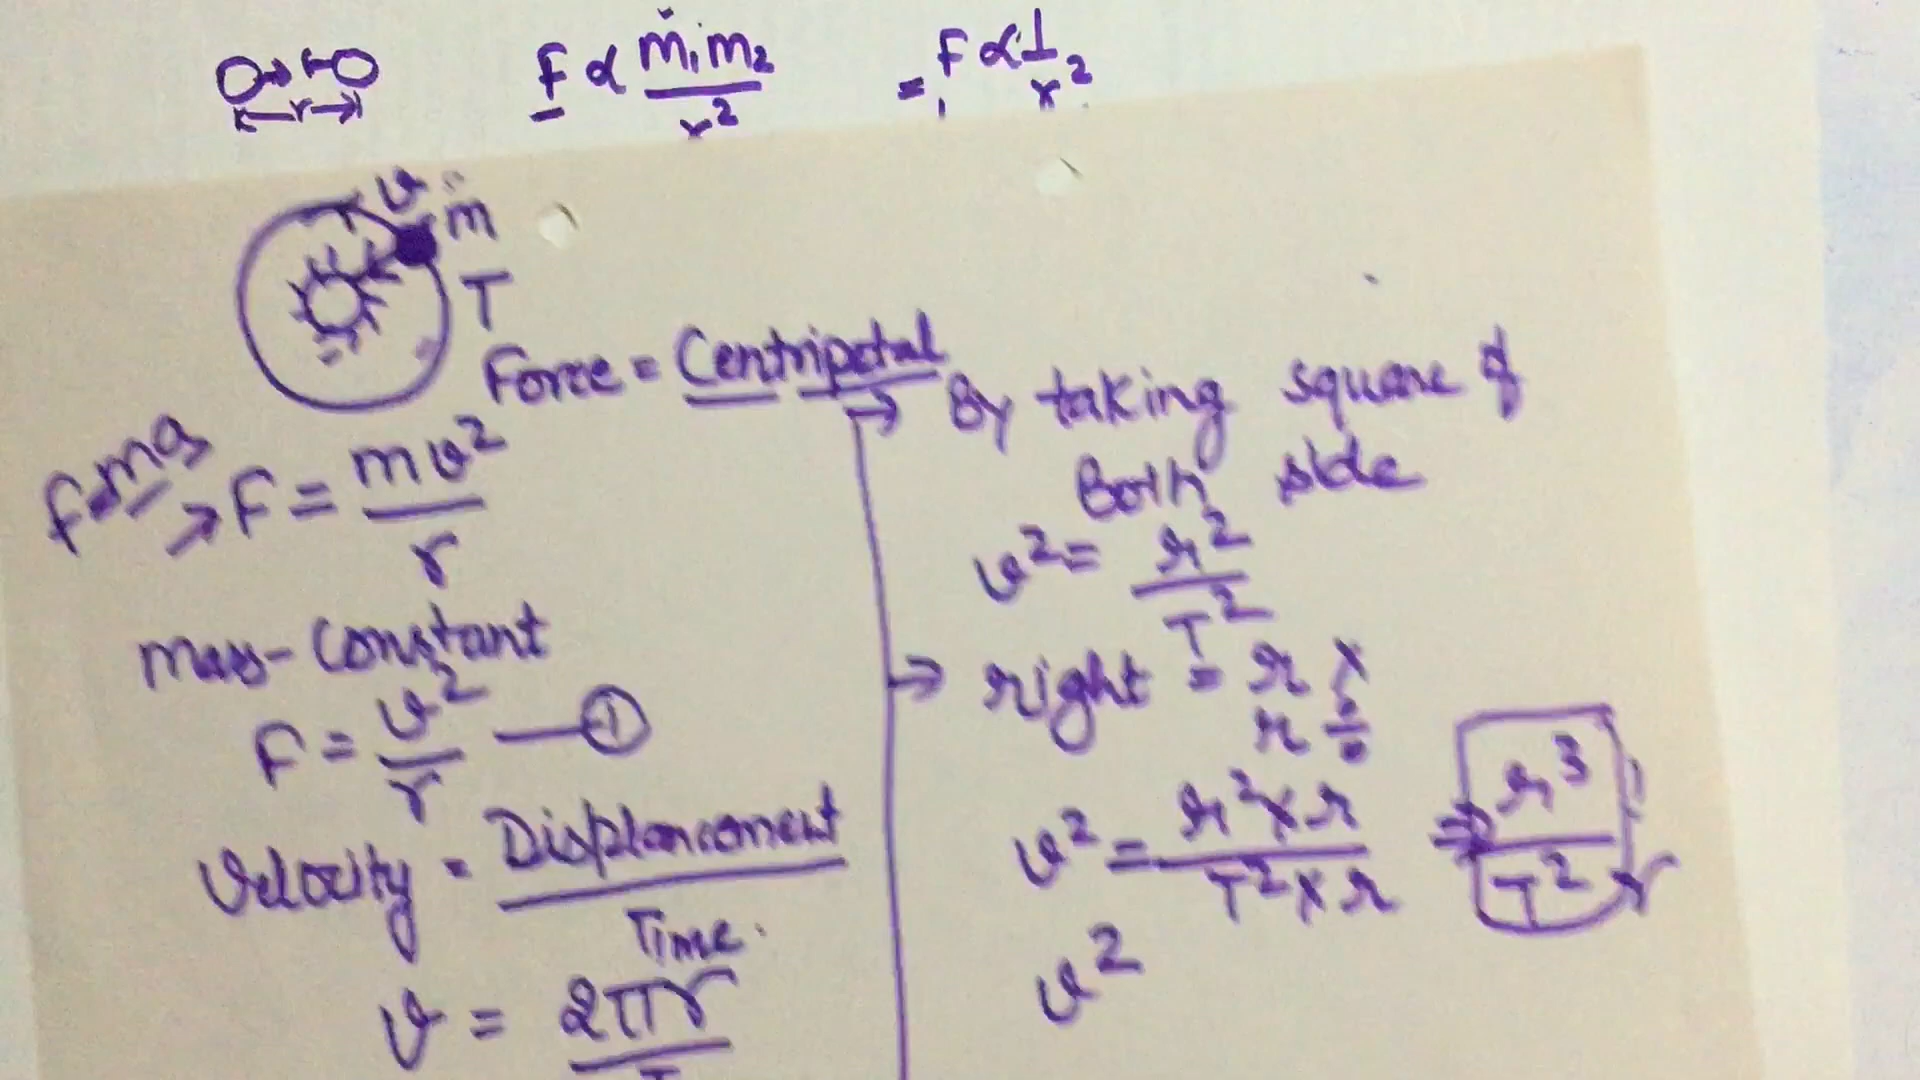 F ∝ m₁m₂/r² = F ∝ 1/r²
r
v
m
T
Force = Centripetal
F = ma
→ F = mv²/r
mass - Constant
F = v²/r — ①
Velocity = Displancement/Time.
v = 2πr/T
→ By taking square of
Both side
v² = r²/T²
→ right = r x
r ÷
v² = r² x r/T² x r ⇒ r³/T² r
v²